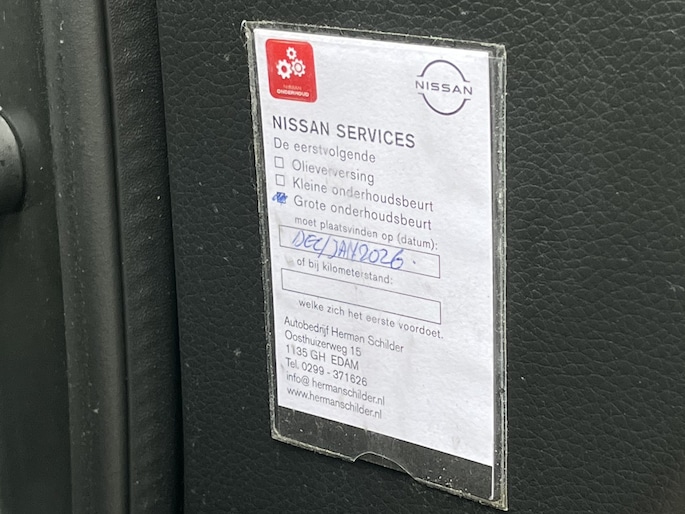 NISSAN
ONDERHOUD
NISSAN
NISSAN SERVICES
De eerstvolgende
Olieverversing
Kleine onderhoudsbeurt
Grote onderhoudsbeurt
moet plaatsvinden op (datum):
DEC/JAN 2026.
of bij kilometerstand:
welke zich het eerste voordoet.
Autobedrijf Herman Schilder
Oosthuizerweg 15
1135 GH EDAM
Tel. 0299 - 371626
info@hermanschilder.nl
www.hermanschilder.nl